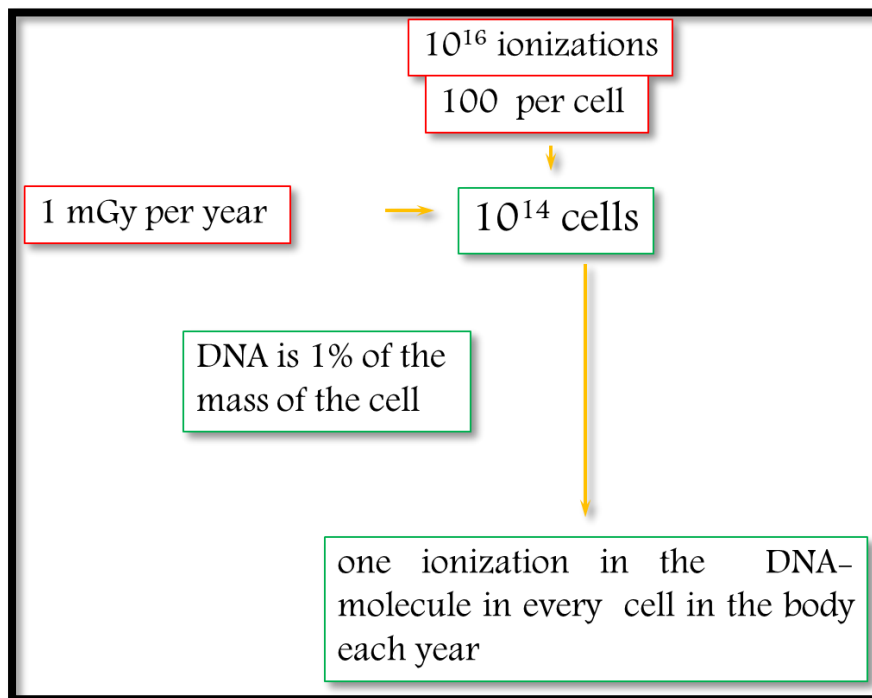 10¹⁶ ionizations
100 per cell
1 mGy per year
10¹⁴ cells
DNA is 1% of the
mass of the cell
one ionization in the DNA-
molecule in every cell in the body
each year